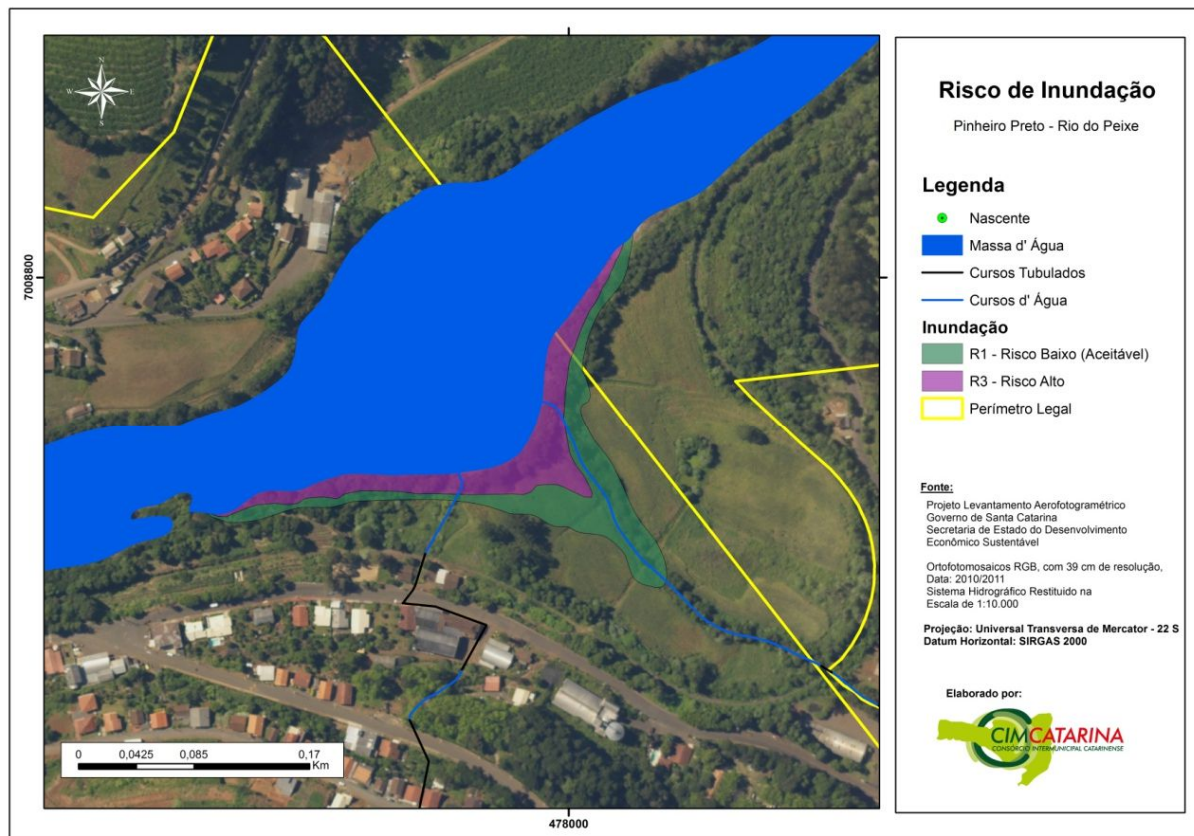 N
W
E
S
7008800
7008800
0
0,0425
0,085
0,17
Km
478000
Risco de Inundação
Pinheiro Preto - Rio do Peixe
Legenda
Nascente
Massa d' Água
Cursos Tubulados
Cursos d' Água
Inundação
R1 - Risco Baixo (Aceitável)
R3 - Risco Alto
Perímetro Legal
Fonte:
Projeto Levantamento Aerofotogramétrico
Governo de Santa Catarina
Secretaria de Estado do Desenvolvimento
Econômico Sustentável
Ortofotomosaicos RGB, com 39 cm de resolução,
Data: 2010/2011
Sistema Hidrográfico Restituido na
Escala de 1:10.000
Projeção: Universal Transversa de Mercator - 22 S
Datum Horizontal: SIRGAS 2000
Elaborado por:
CIMCATARINA
CONSÓRCIO INTERMUNICIPAL CATARINENSE